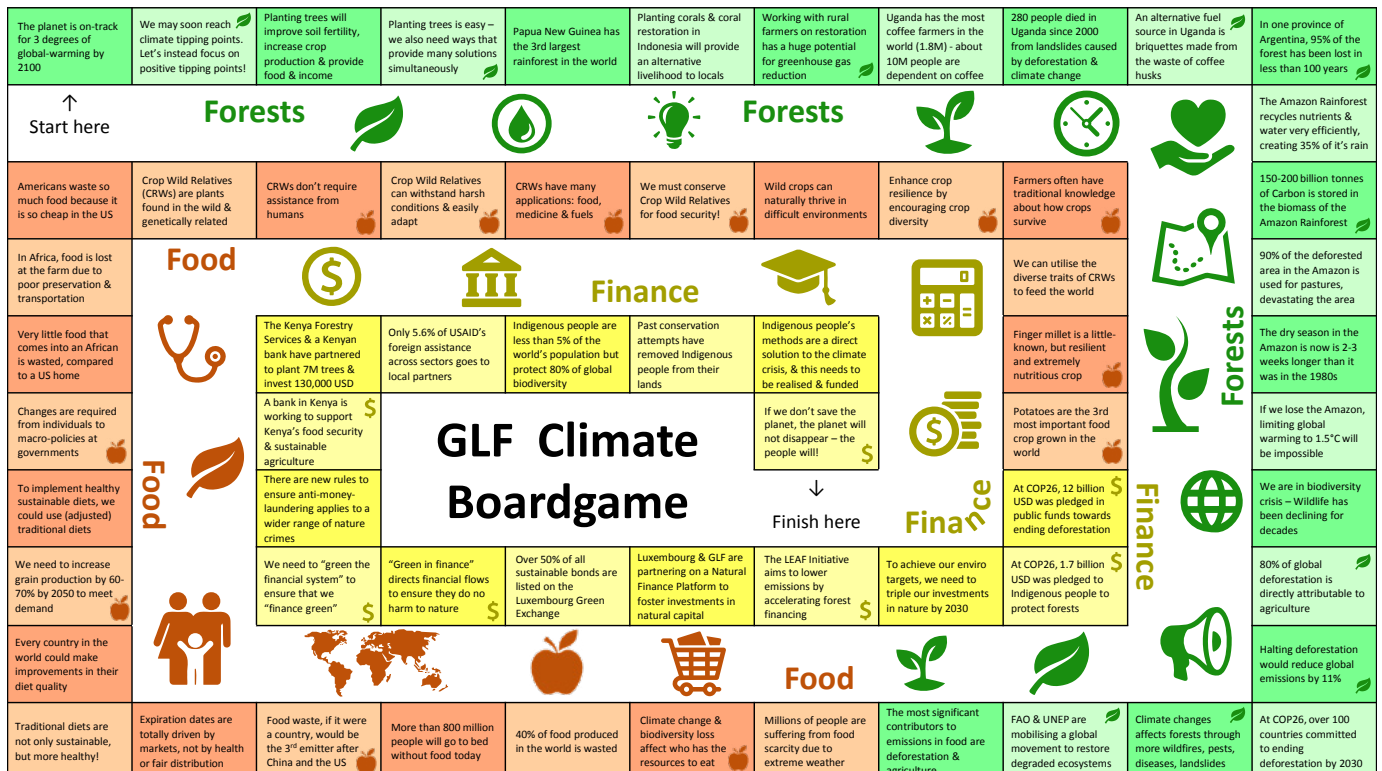 The planet is on-track
for 3 degrees of
global-warming by
2100
We may soon reach
climate tipping points.
Let's instead focus on
positive tipping points!
Planting trees will
improve soil fertility,
increase crop
production & provide
food & income
Planting trees is easy –
we also need ways that
provide many solutions
simultaneously
Papua New Guinea has
the 3rd largest
rainforest in the world
Planting corals & coral
restoration in
Indonesia will provide
an alternative
livelihood to locals
Working with rural
farmers on restoration
has a huge potential
for greenhouse gas
reduction
Uganda has the most
coffee farmers in the
world (1.8M) - about
10M people are
dependent on coffee
280 people died in
Uganda since 2000
from landslides caused
by deforestation &
climate change
An alternative fuel
source in Uganda is
briquettes made from
the waste of coffee
husks
In one province of
Argentina, 95% of the
forest has been lost in
less than 100 years
↑
Start here
Forests
Forests
The Amazon Rainforest
recycles nutrients &
water very efficiently,
creating 35% of it's rain
Americans waste so
much food because it
is so cheap in the US
Crop Wild Relatives
(CRWs) are plants
found in the wild &
genetically related
CRWs don't require
assistance from
humans
Crop Wild Relatives
can withstand harsh
conditions & easily
adapt
CRWs have many
applications: food,
medicine & fuels
We must conserve
Crop Wild Relatives
for food security!
Wild crops can
naturally thrive in
difficult environments
Enhance crop
resilience by
encouraging crop
diversity
Farmers often have
traditional knowledge
about how crops
survive
150-200 billion tonnes
of Carbon is stored in
the biomass of the
Amazon Rainforest
In Africa, food is lost
at the farm due to
poor preservation &
transportation
Food
Finance
We can utilise the
diverse traits of CRWs
to feed the world
90% of the deforested
area in the Amazon is
used for pastures,
devastating the area
Very little food that
comes into an African
is wasted, compared
to a US home
The Kenya Forestry
Services & a Kenyan
bank have partnered
to plant 7M trees &
invest 130,000 USD
Only 5.6% of USAID's
foreign assistance
across sectors goes to
local partners
Indigenous people are
less than 5% of the
world's population but
protect 80% of global
biodiversity
Past conservation
attempts have
removed Indigenous
people from their
lands
Indigenous people's
methods are a direct
solution to the climate
crisis, & this needs to
be realised & funded
Finger millet is a little-
known, but resilient
and extremely
nutritious crop
Forests
The dry season in the
Amazon is now is 2-3
weeks longer than it
was in the 1980s
Changes are required
from individuals to
macro-policies at
governments
A bank in Kenya is
working to support
Kenya's food security
& sustainable
agriculture
GLF Climate
Boardgame
If we don't save the
planet, the planet will
not disappear – the
people will!
Potatoes are the 3rd
most important food
crop grown in the
world
If we lose the Amazon,
limiting global
warming to 1.5°C will
be impossible
To implement healthy
sustainable diets, we
could use (adjusted)
traditional diets
Food
There are new rules to
ensure anti-money-
laundering applies to a
wider range of nature
crimes
↓
Finish here
Finance
At COP26, 12 billion
USD was pledged in
public funds towards
ending deforestation
Finance
We are in biodiversity
crisis – Wildlife has
been declining for
decades
We need to increase
grain production by 60-
70% by 2050 to meet
demand
We need to "green the
financial system" to
ensure that we
"finance green"
"Green in finance"
directs financial flows
to ensure they do no
harm to nature
Over 50% of all
sustainable bonds are
listed on the
Luxembourg Green
Exchange
Luxembourg & GLF are
partnering on a Natural
Finance Platform to
foster investments in
natural capital
The LEAF Initiative
aims to lower
emissions by
accelerating forest
financing
To achieve our enviro
targets, we need to
triple our investments
in nature by 2030
At COP26, 1.7 billion
USD was pledged to
Indigenous people to
protect forests
80% of global
deforestation is
directly attributable to
agriculture
Every country in the
world could make
improvements in their
diet quality
Food
Halting deforestation
would reduce global
emissions by 11%
Traditional diets are
not only sustainable,
but more healthy!
Expiration dates are
totally driven by
markets, not by health
or fair distribution
Food waste, if it were
a country, would be
the 3rd emitter after
China and the US
More than 800 million
people will go to bed
without food today
40% of food produced
in the world is wasted
Climate change &
biodiversity loss
affect who has the
resources to eat
Millions of people are
suffering from food
scarcity due to
extreme weather
The most significant
contributors to
emissions in food are
deforestation &
agriculture
FAO & UNEP are
mobilising a global
movement to restore
degraded ecosystems
Climate changes
affects forests through
more wildfires, pests,
diseases, landslides
At COP26, over 100
countries committed
to ending
deforestation by 2030